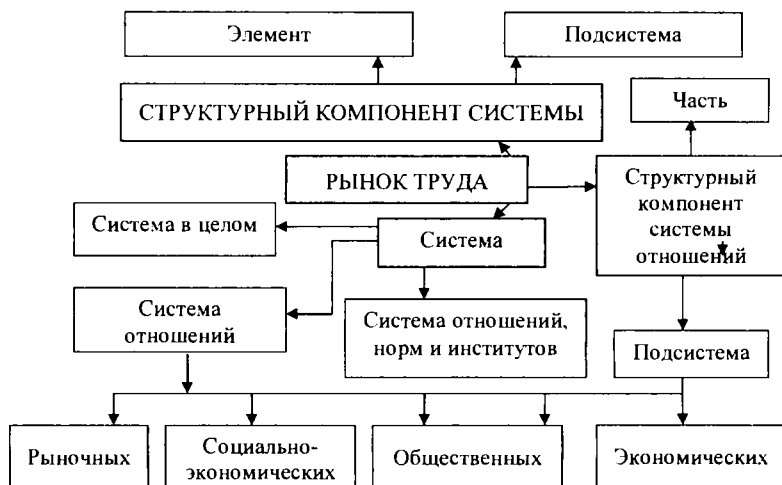 Элемент
Подсистема
СТРУКТУРНЫЙ КОМПОНЕНТ СИСТЕМЫ
Часть
РЫНОК ТРУДА
Структурный
компонент
системы
отношений
Система в целом
Система
Система
отношений
Система отношений,
норм и институтов
Подсистема
Рыночных
Социально-
экономических
Общественных
Экономических